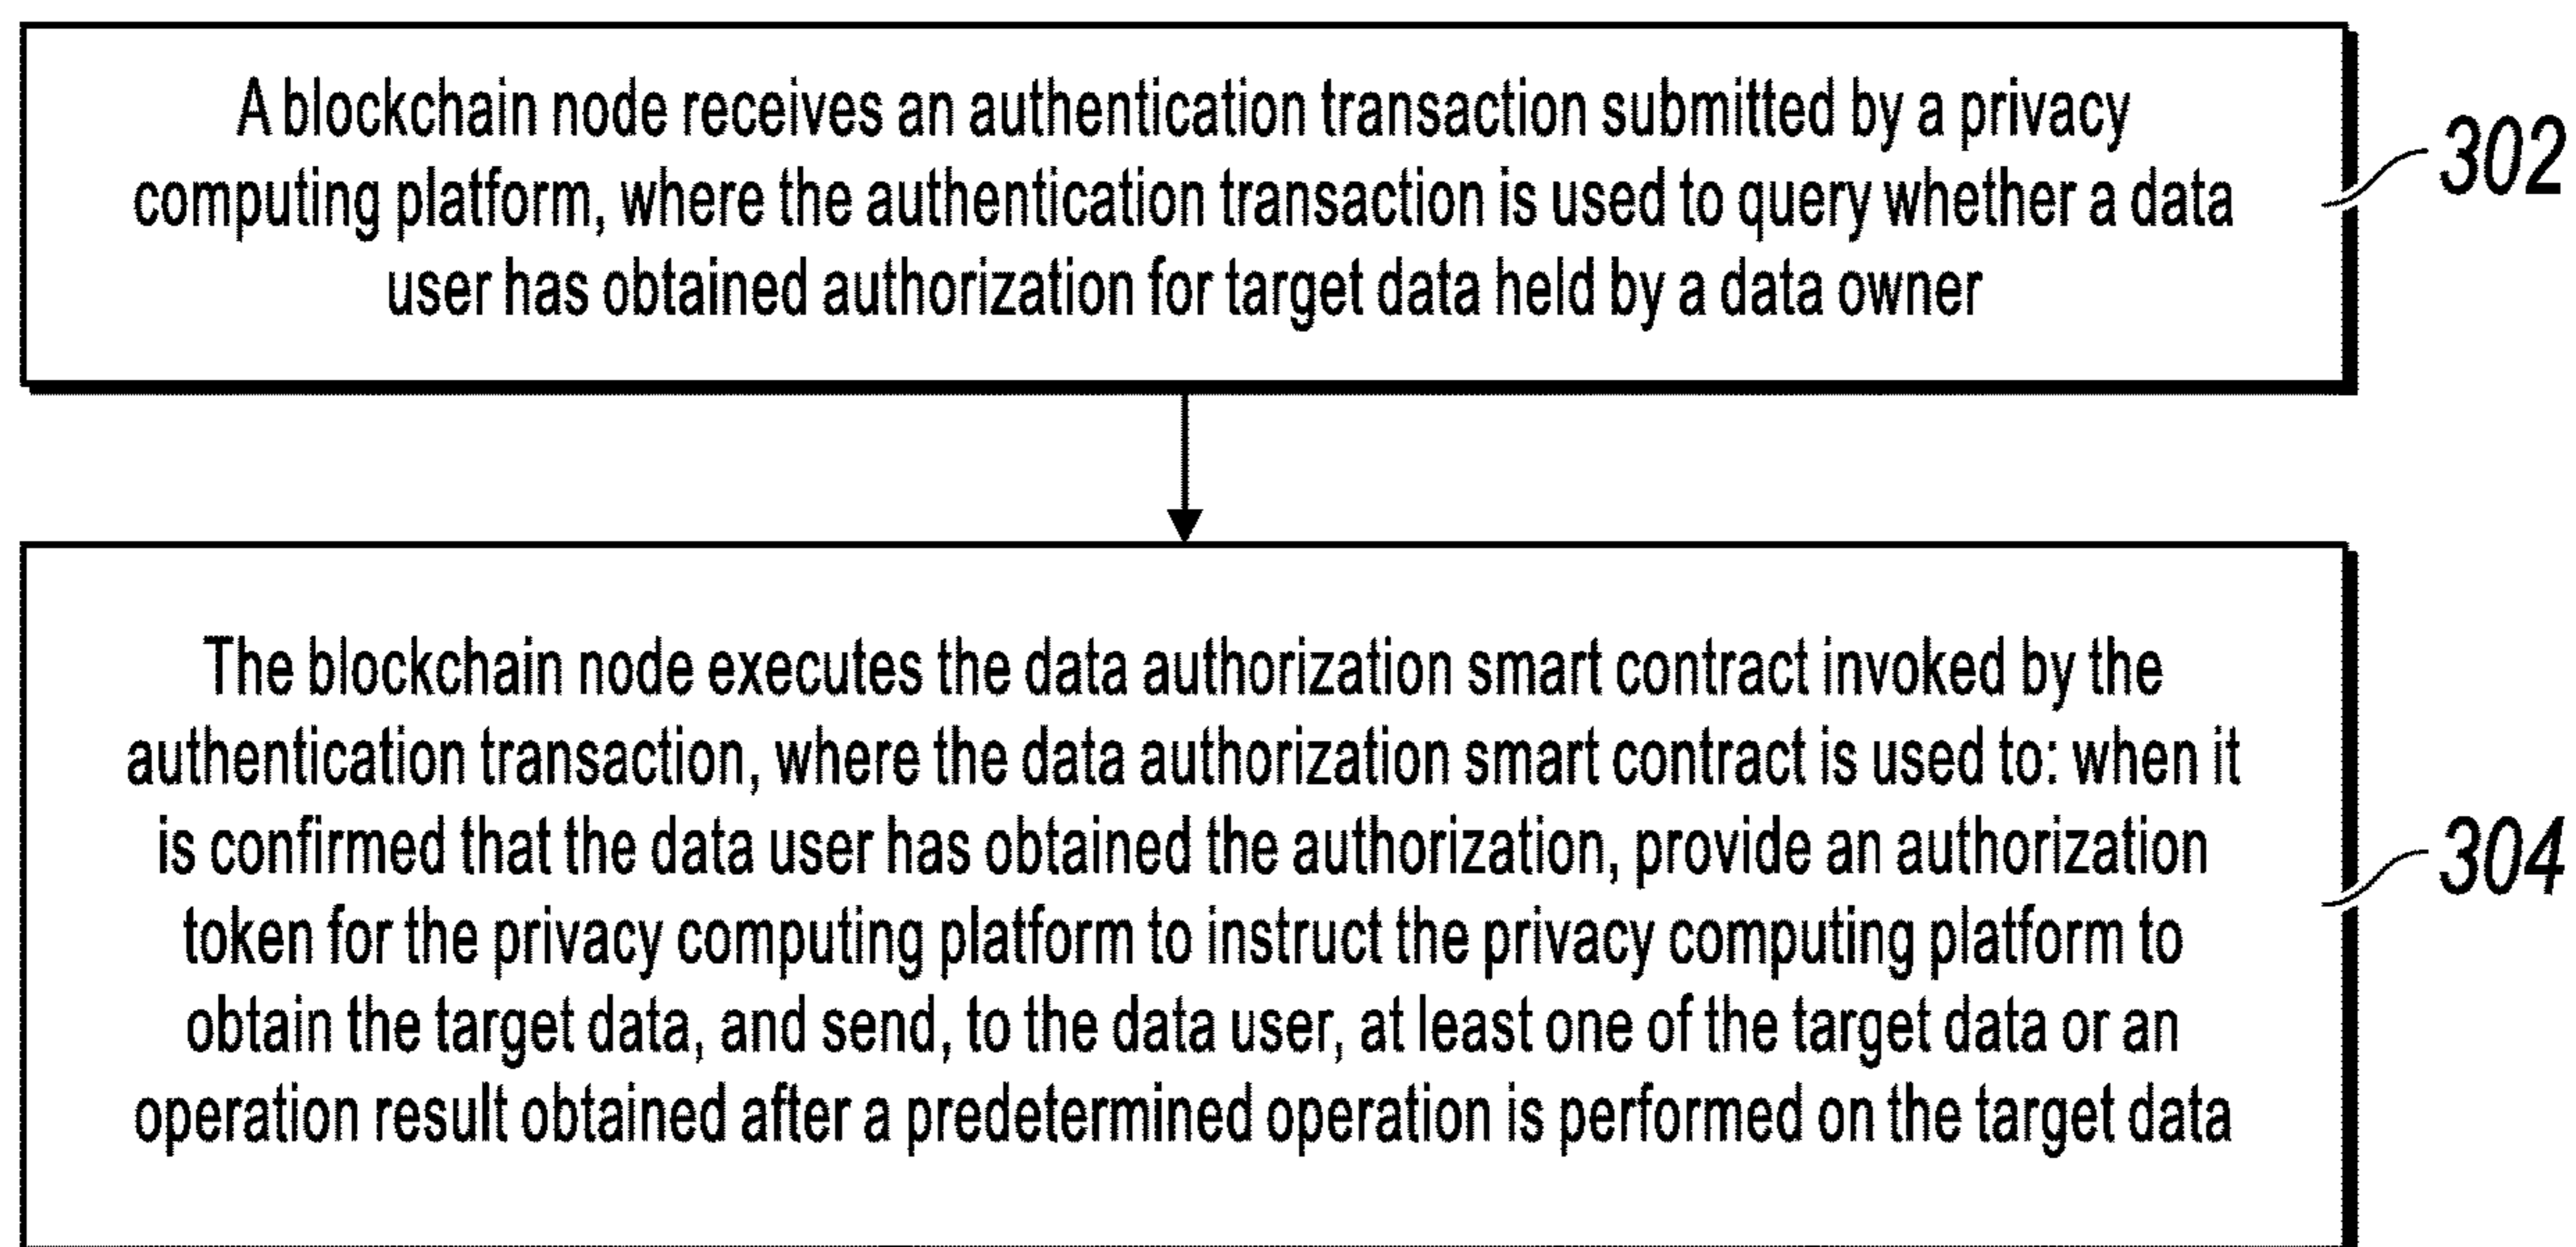 A blockchain node receives an authentication transaction submitted by a privacy
computing platform, where the authentication transaction is used to query whether a data
user has obtained authorization for target data held by a data owner
302
The blockchain node executes the data authorization smart contract invoked by the
authentication transaction, where the data authorization smart contract is used to: when it
is confirmed that the data user has obtained the authorization, provide an authorization
token for the privacy computing platform to instruct the privacy computing platform to
obtain the target data, and send, to the data user, at least one of the target data or an
operation result obtained after a predetermined operation is performed on the target data
304